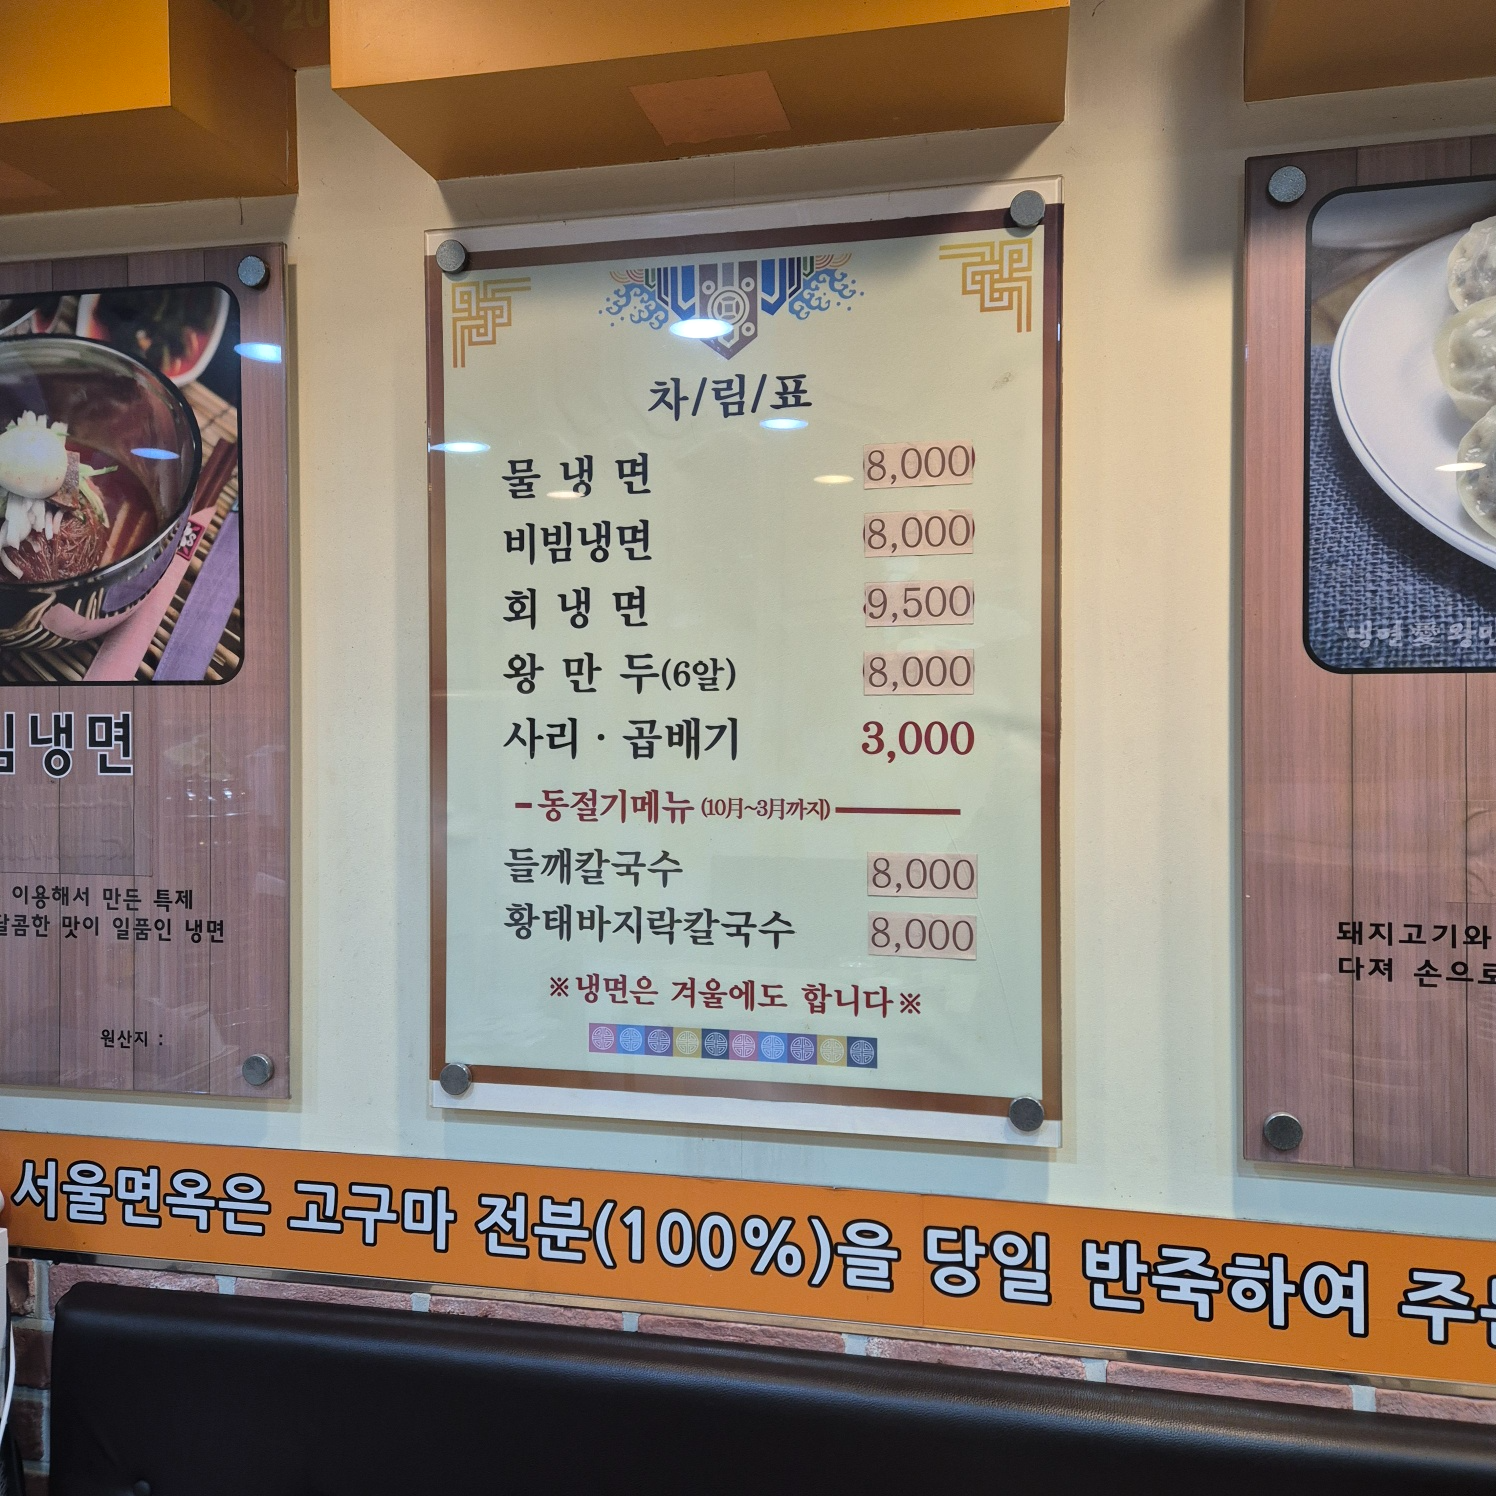 차/림/표
물 냉 면 8,000
비빔냉면 8,000
회 냉 면 9,500
왕 만 두(6알) 8,000
사리 · 곱배기 3,000
동절기메뉴 (10月~3月까지)
들깨칼국수 8,000
황태바지락칼국수 8,000
※냉면은 겨울에도 합니다※
냉면
이용해서 만든 특제
달콤한 맛이 일품인 냉면
원산지 :
돼지고기와
다져 손으로
서울면옥은 고구마 전분(100%)을 당일 반죽하여